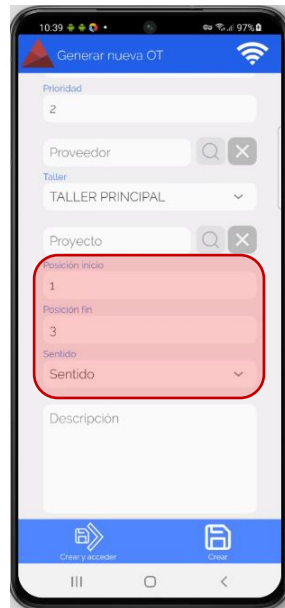 10:39
97%
Generar nueva OT
Prioridad
2
Proveedor
Taller
TALLER PRINCIPAL
Proyecto
Posición inicio
1
Posición fin
3
Sentido
Sentido
Descripción
Crear y acceder
Crear